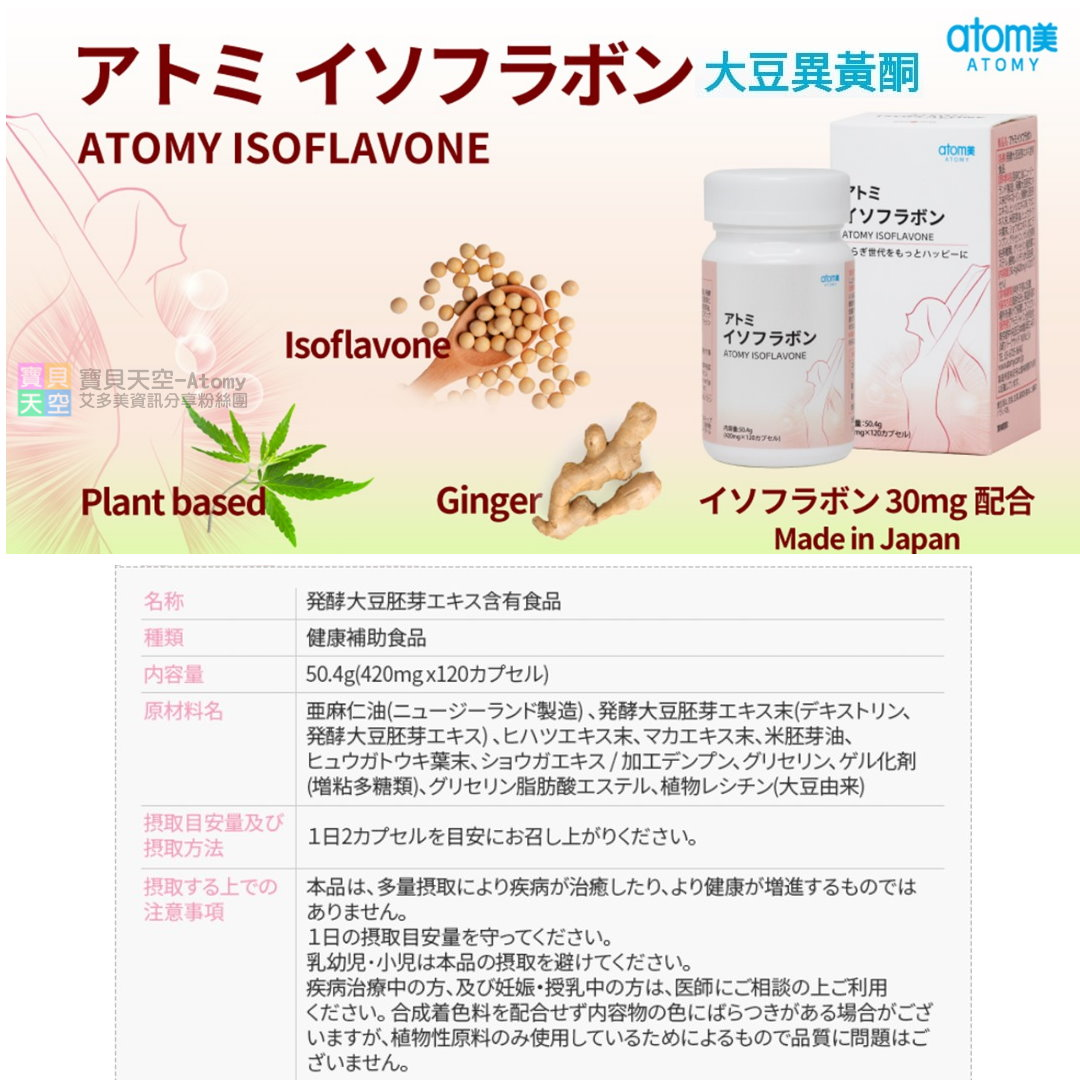 アトミ イソフラボン 大豆異黃酮
atom美
ATOMY
ATOMY ISOFLAVONE
atom美
ATOMY
アトミ
イソフラボン
ATOMY ISOFLAVONE
らぎ世代をもっとハッピーに
atom美
アトミ
イソフラボン
ATOMY ISOFLAVONE
内容量:50.4g
(420mg×120カプセル)
量:50.4g
mg×120カプセル)
Isoflavone
寶貝天空
寶貝天空-Atomy
艾多美資訊分享粉絲團
Plant based
Ginger
イソフラボン 30mg 配合
Made in Japan
名称 発酵大豆胚芽エキス含有食品
種類 健康補助食品
内容量 50.4g(420mg x120カプセル)
原材料名 亜麻仁油(ニュージーランド製造)、発酵大豆胚芽エキス末(デキストリン、
発酵大豆胚芽エキス)、ヒハツエキス末、マカエキス末、米胚芽油、
ヒュウガトウキ葉末、ショウガエキス / 加工デンプン、グリセリン、ゲル化剤
(増粘多糖類)、グリセリン脂肪酸エステル、植物レシチン(大豆由来)
摂取目安量及び
摂取方法
1日2カプセルを目安にお召し上がりください。
摂取する上での
注意事項
本品は、多量摂取により疾病が治癒したり、より健康が増進するものでは
ありません。
1日の摂取目安量を守ってください。
乳幼児・小児は本品の摂取を避けてください。
疾病治療中の方、及び妊娠・授乳中の方は、医師にご相談の上ご利用
ください。合成着色料を配合せず内容物の色にばらつきがある場合がござ
いますが、植物性原料のみ使用しているためによるもので品質に問題はご
ざいません。